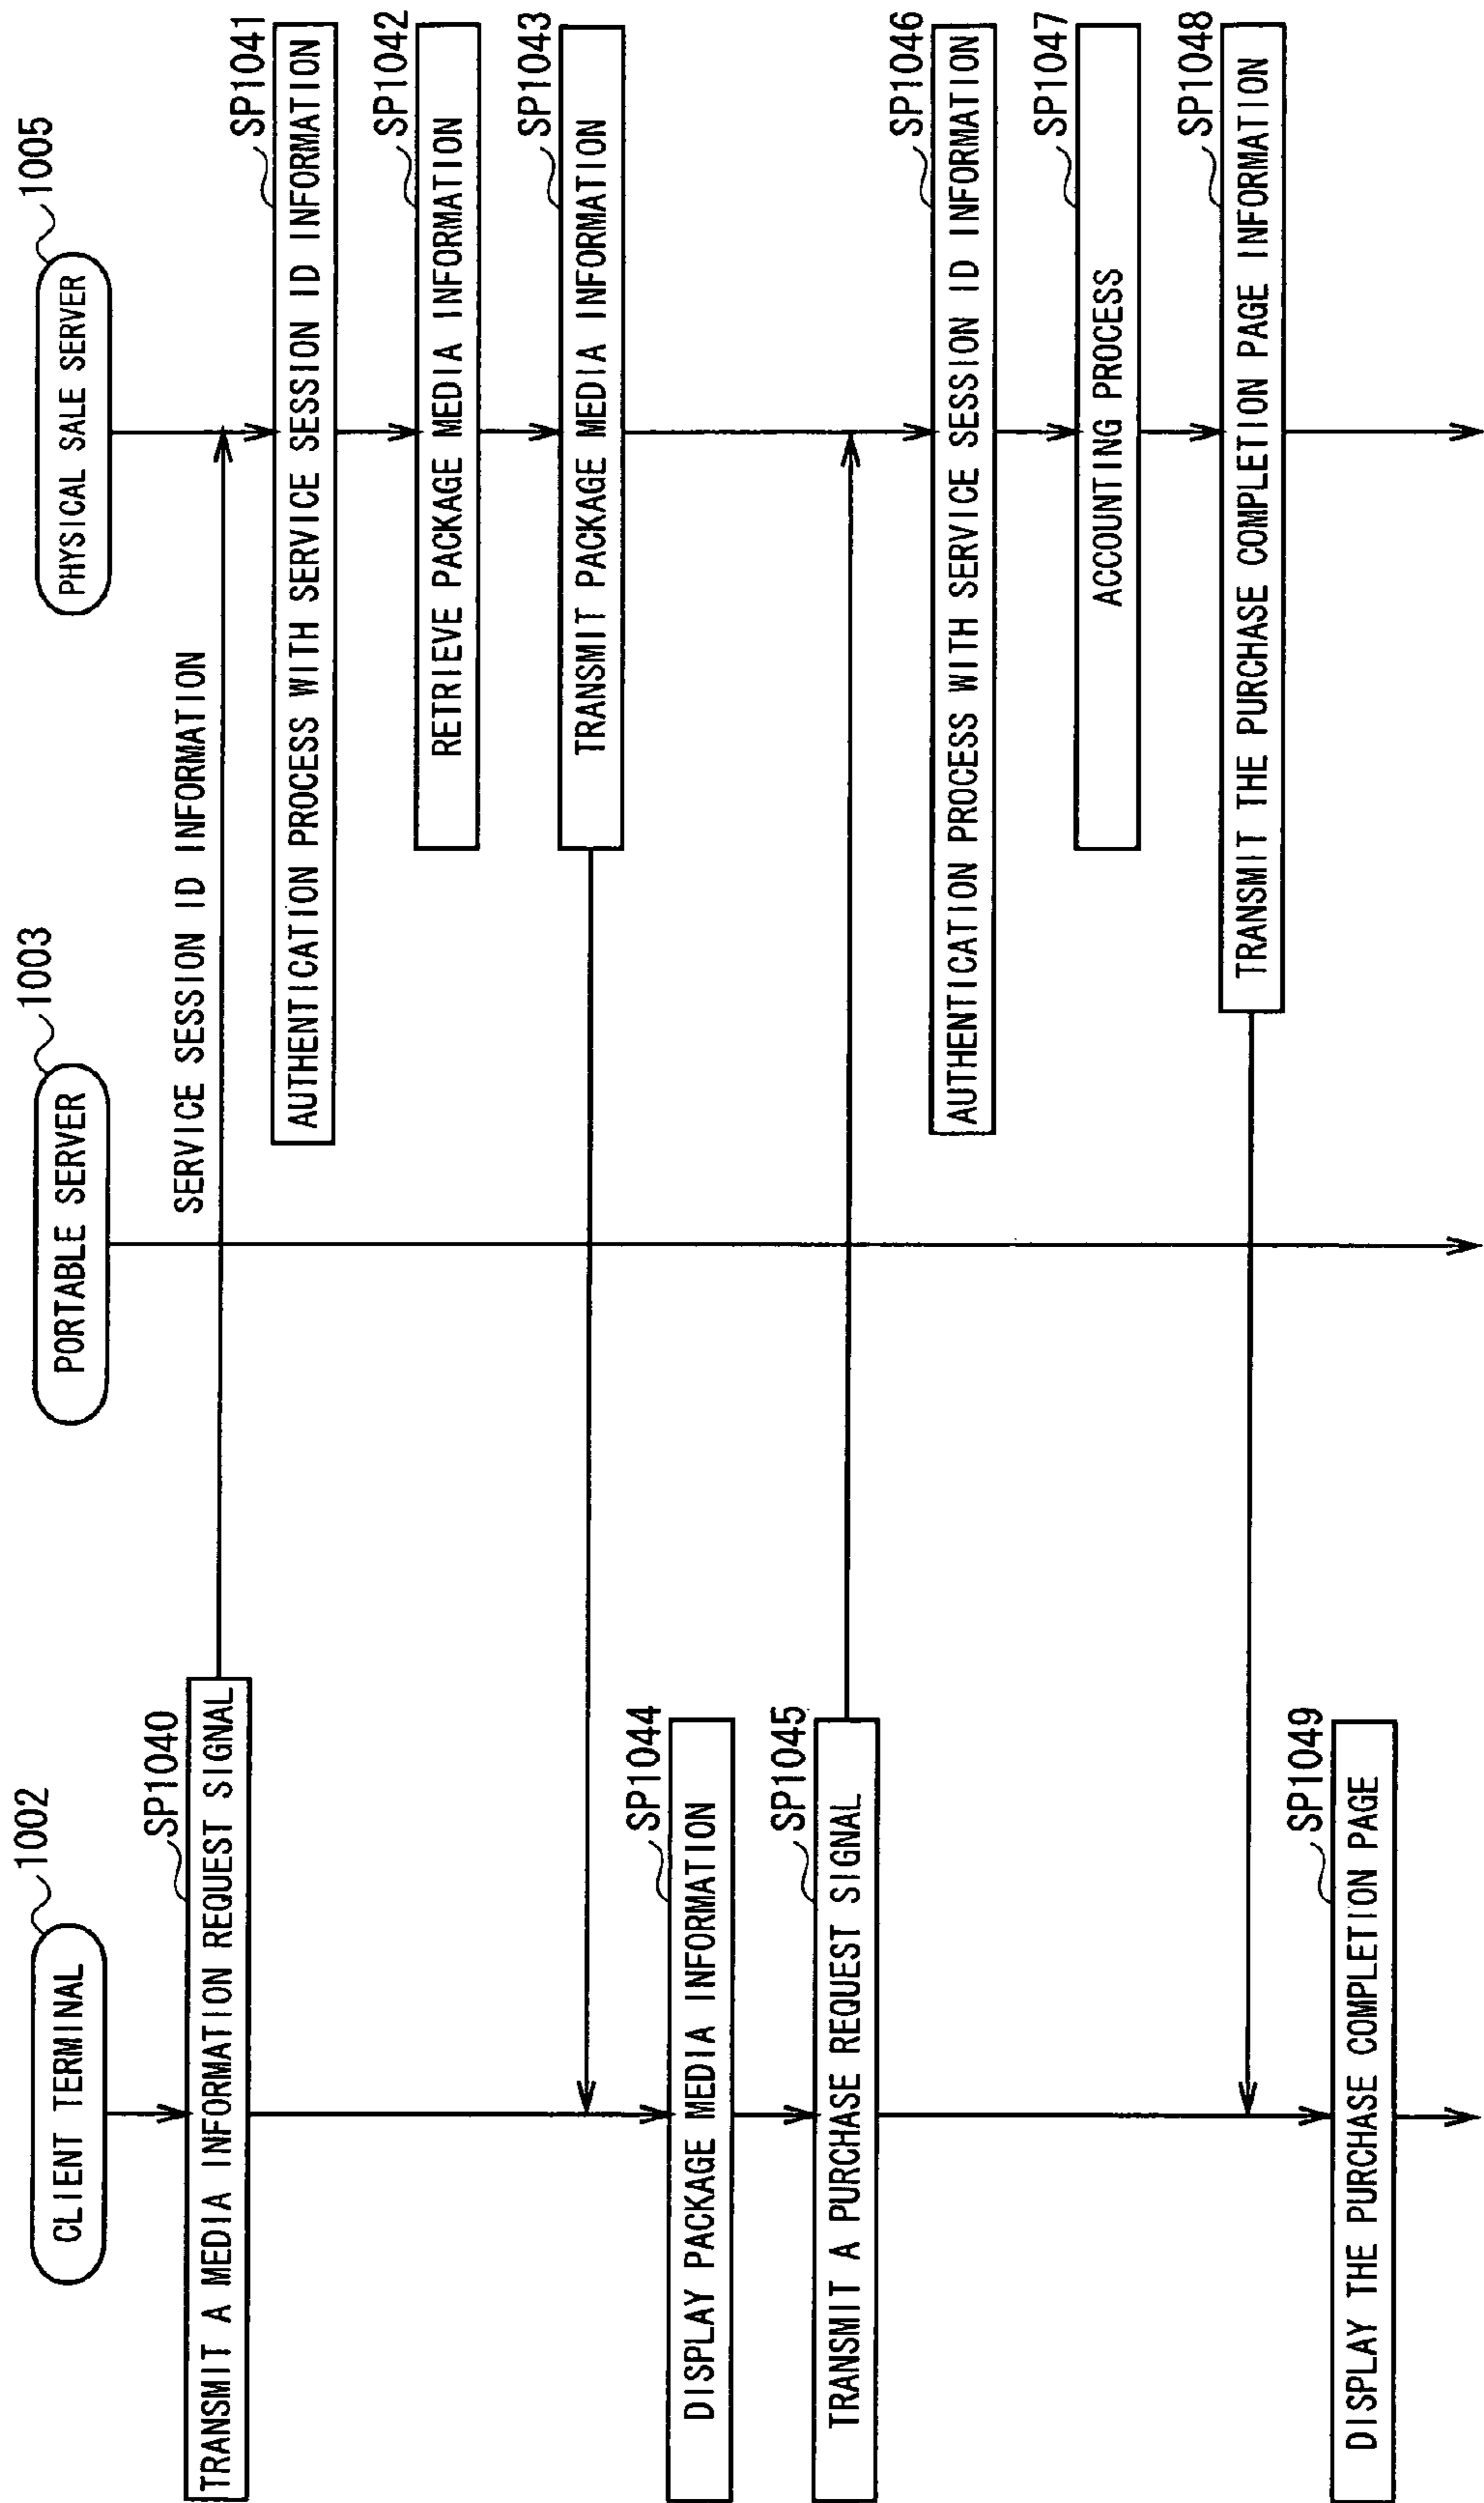 CLIENT TERMINAL
1002
PORTABLE SERVER
1003
PHYSICAL SALE SERVER
1005
SP1040
TRANSMIT A MEDIA INFORMATION REQUEST SIGNAL
SERVICE SESSION ID INFORMATION
SP1041
AUTHENTICATION PROCESS WITH SERVICE SESSION ID INFORMATION
SP1042
RETRIEVE PACKAGE MEDIA INFORMATION
SP1043
TRANSMIT PACKAGE MEDIA INFORMATION
SP1044
DISPLAY PACKAGE MEDIA INFORMATION
SP1045
TRANSMIT A PURCHASE REQUEST SIGNAL
SP1046
AUTHENTICATION PROCESS WITH SERVICE SESSION ID INFORMATION
SP1047
ACCOUNTING PROCESS
SP1048
TRANSMIT THE PURCHASE COMPLETION PAGE INFORMATION
SP1049
DISPLAY THE PURCHASE COMPLETION PAGE